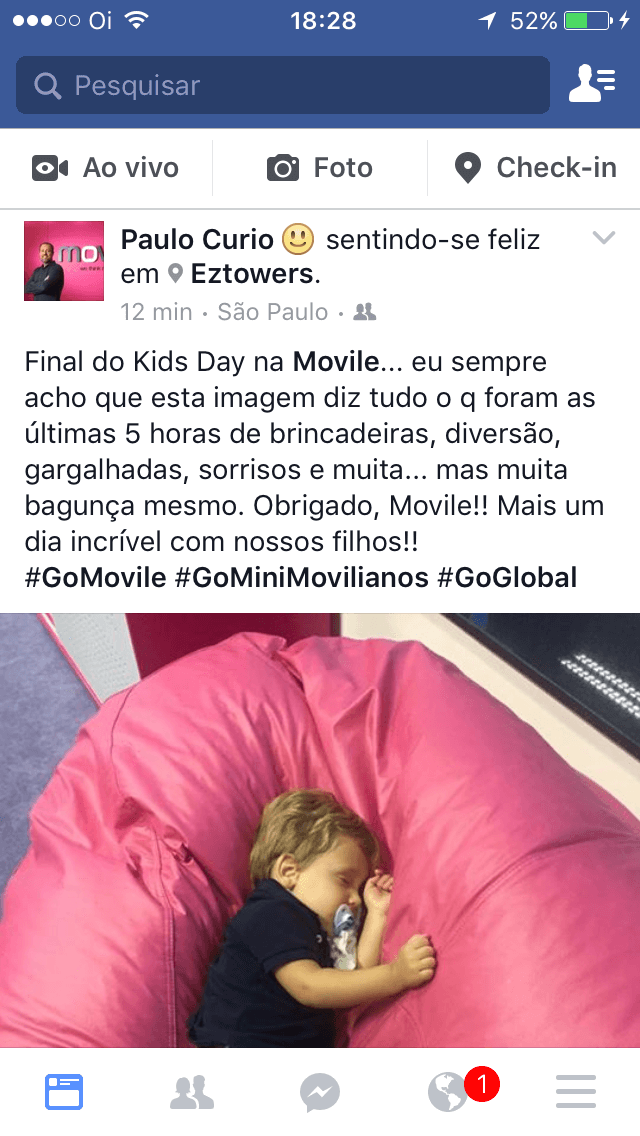 Oi 18:28 52%
Pesquisar
Ao vivo Foto Check-in
Paulo Curio sentindo-se feliz
em Eztowers.
12 min · São Paulo ·
Final do Kids Day na Movile... eu sempre
acho que esta imagem diz tudo o q foram as
últimas 5 horas de brincadeiras, diversão,
gargalhadas, sorrisos e muita... mas muita
bagunça mesmo. Obrigado, Movile!! Mais um
dia incrível com nossos filhos!!
#GoMovile #GoMiniMovilianos #GoGlobal
1